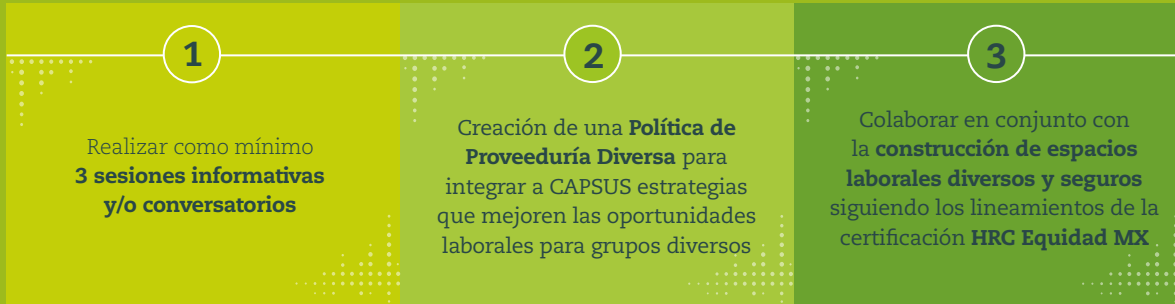 1
Realizar como mínimo
3 sesiones informativas
y/o conversatorios
2
Creación de una Política de
Proveeduría Diversa para
integrar a CAPSUS estrategias
que mejoren las oportunidades
laborales para grupos diversos
3
Colaborar en conjunto con
la construcción de espacios
laborales diversos y seguros
siguiendo los lineamientos de la
certificación HRC Equidad MX